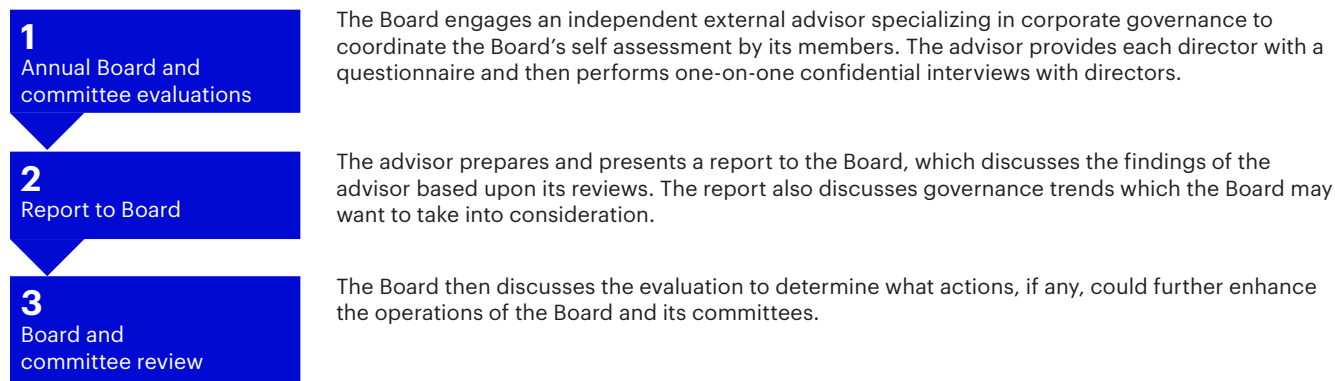 1
Annual Board and
committee evaluations
The Board engages an independent external advisor specializing in corporate governance to
coordinate the Board's self assessment by its members. The advisor provides each director with a
questionnaire and then performs one-on-one confidential interviews with directors.
2
Report to Board
The advisor prepares and presents a report to the Board, which discusses the findings of the
advisor based upon its reviews. The report also discusses governance trends which the Board may
want to take into consideration.
3
Board and
committee review
The Board then discusses the evaluation to determine what actions, if any, could further enhance
the operations of the Board and its committees.